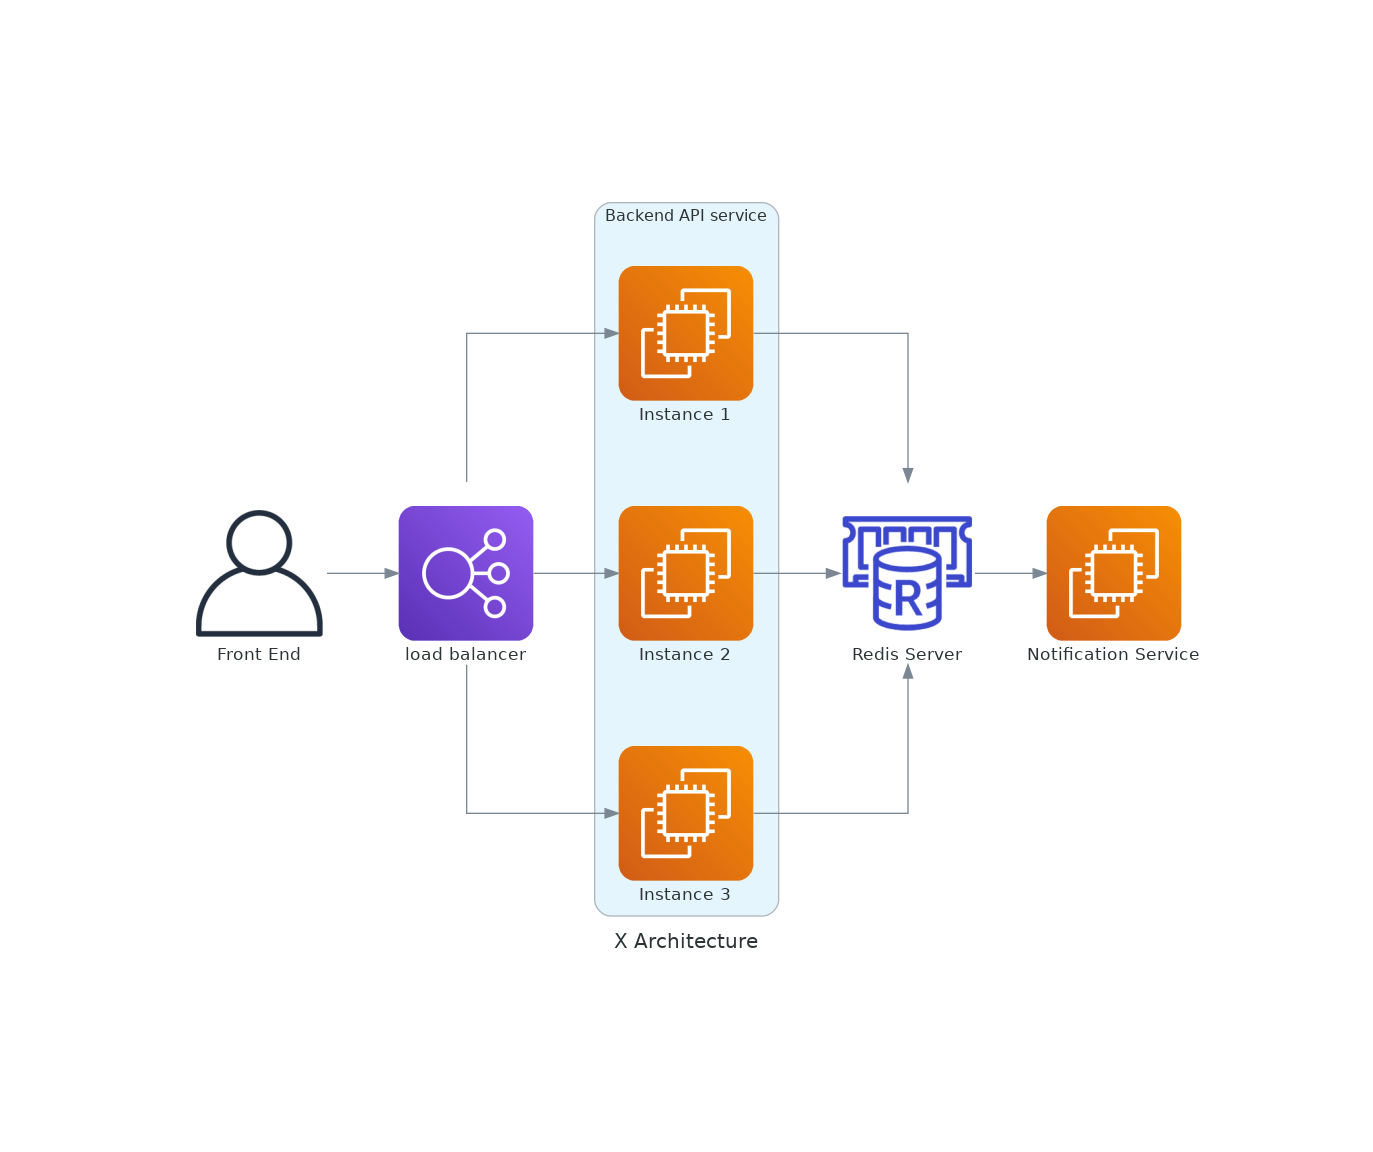 Backend API service
Instance 1
Front End
load balancer
Instance 2
R
Redis Server
Notification Service
Instance 3
X Architecture